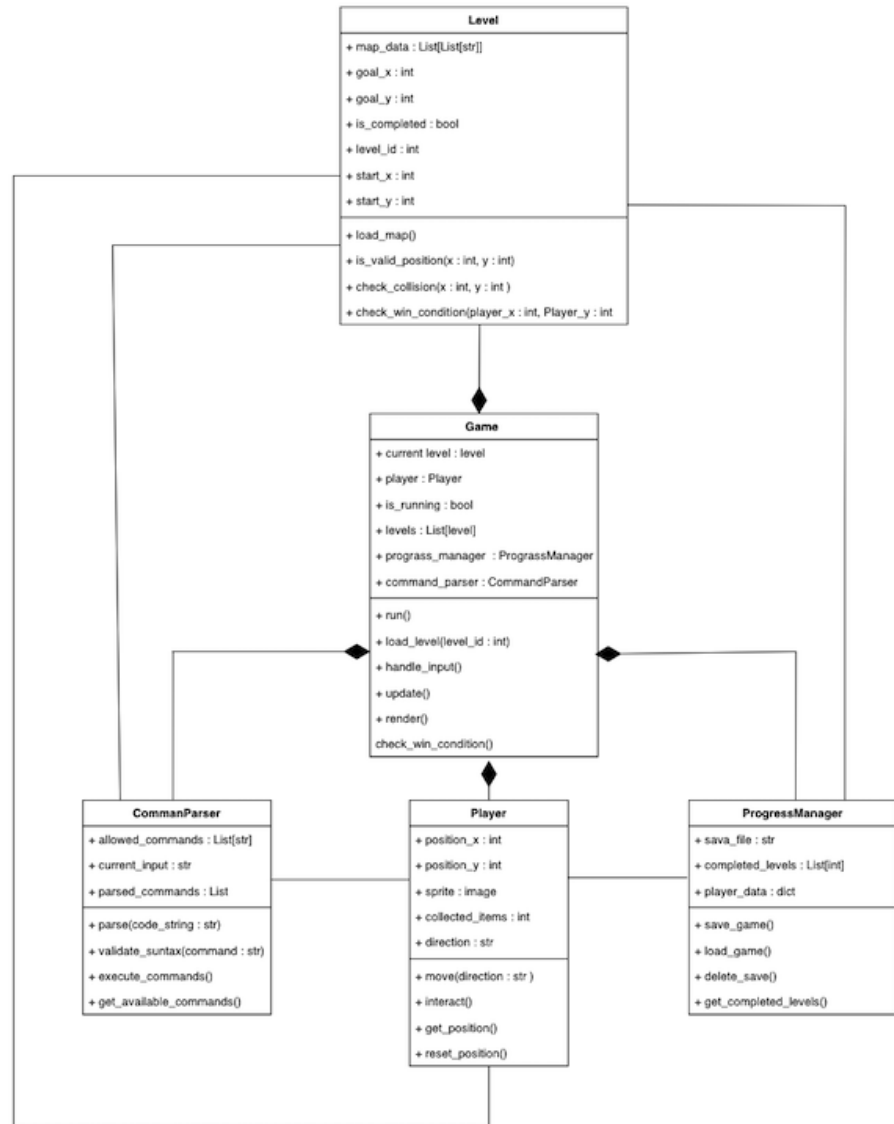 Level
+ map_data : List[List[str]]
+ goal_x : int
+ goal_y : int
+ is_completed : bool
+ level_id : int
+ start_x : int
+ start_y : int
+ load_map()
+ is_valid_position(x : int, y : int)
+ check_collision(x : int, y : int )
+ check_win_condition(player_x : int, Player_y : int
Game
+ current level : level
+ player : Player
+ is_running : bool
+ levels : List[level]
+ prograss_manager : PrograssManager
+ command_parser : CommandParser
+ run()
+ load_level(level_id : int)
+ handle_input()
+ update()
+ render()
check_win_condition()
CommanParser
+ allowed_commands : List[str]
+ current_input : str
+ parsed_commands : List
+ parse(code_string : str)
+ validate_suntax(command : str)
+ execute_commands()
+ get_available_commands()
Player
+ position_x : int
+ position_y : int
+ sprite : image
+ collected_items : int
+ direction : str
+ move(direction : str )
+ interact()
+ get_position()
+ reset_position()
ProgressManager
+ sava_file : str
+ completed_levels : List[int]
+ player_data : dict
+ save_game()
+ load_game()
+ delete_save()
+ get_completed_levels()